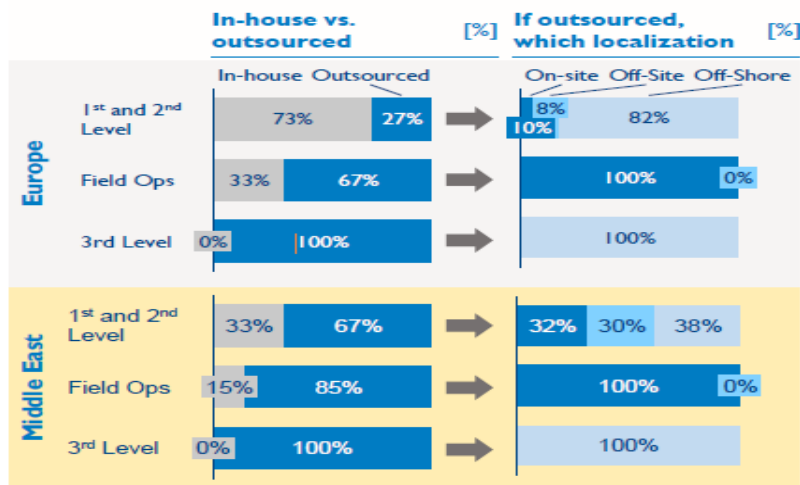 In-house vs. outsourced [%]
If outsourced, which localization [%]
In-house Outsourced
On-site Off-Site Off-Shore
Europe
1st and 2nd Level
73% 27%
10% 8% 82%
Field Ops
33% 67%
100% 0%
3rd Level
0% 100%
100%
Middle East
1st and 2nd Level
33% 67%
32% 30% 38%
Field Ops
15% 85%
100% 0%
3rd Level
0% 100%
100%